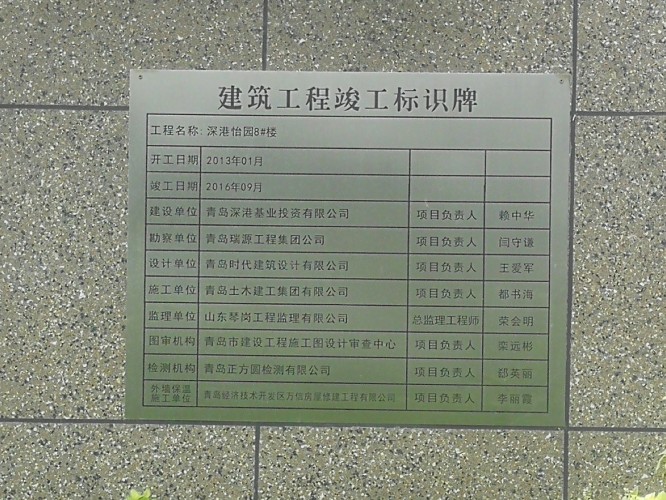 建筑工程竣工标识牌
工程名称: 深港怡园8#楼
开工日期 2013年01月
竣工日期 2016年09月
建设单位 青岛深港基业投资有限公司 项目负责人 赖中华
勘察单位 青岛瑞源工程集团公司 项目负责人 闫守谦
设计单位 青岛时代建筑设计有限公司 项目负责人 王爱军
施工单位 青岛土木建工集团有限公司 项目负责人 都书海
监理单位 山东琴岗工程监理有限公司 总监理工程师 荣会明
图审机构 青岛市建设工程施工图设计审查中心 项目负责人 栾远彬
检测机构 青岛正方圆检测有限公司 项目负责人 邵英丽
外墙保温
施工单位 青岛经济技术开发区万信房屋修建工程有限公司 项目负责人 李丽霞